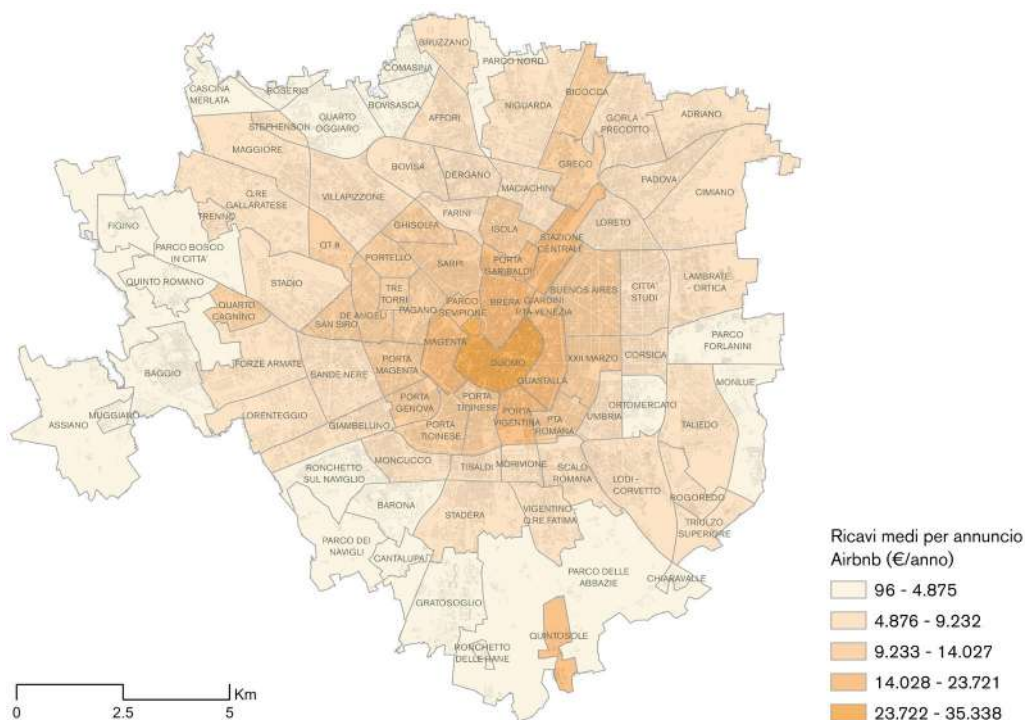 BRUZZANO
COMASINA
PARCO NORD
CASCINA
MERLATA
ROSERIO
BOVISASCA
QUARTO
OGGIARO
AFFORI
NIGUARDA
BICOCCA
GORLA -
PRECOTTO
ADRIANO
STEPHENSON
MAGGIORE
BOVISA
DERGANO
GRECO
PADOVA
CIMIANO
Q.RE
GALLARATESE
VILLAPIZZONE
MACIACHINI
TRENNO
FARINI
LORETO
FIGINO
GHISOLFA
ISOLA
STAZIONE
CENTRALE
PARCO BOSCO
IN CITTA'
QT 8
PORTELLO
SARPI
PORTA
GARIBALDI
QUINTO ROMANO
STADIO
TRE
TORRI
BUENOS AIRES
CITTA'
STUDI
LAMBRATE -
ORTICA
QUARTO
CAGNINO
DE ANGELI
PAGANO
PARCO
SEMPIONE
BRERA
GIARDINI
PTA VENEZIA
SAN SIRO
MAGENTA
PARCO
FORLANINI
BAGGIO
FORZE ARMATE
BANDE NERE
PORTA
MAGENTA
DUOMO
XXII MARZO
CORSICA
GUASTALLA
MONLUE'
MUGGIANO
ASSIANO
LORENTEGGIO
PORTA
GENOVA
PORTA
TICINESE
PORTA
VIGENTINA
PTA
ROMANA
UMBRIA
ORTOMERCATO
GIAMBELLINO
PORTA
TICINESE
TALIEDO
RONCHETTO
SUL NAVIGLIO
MONCUCCO
TIBALDI
MORIVIONE
SCALO
ROMANA
LODI -
CORVETTO
ROGOREDO
BARONA
STADERA
VIGENTINO -
Q.RE FATIMA
TRIULZO
SUPERIORE
PARCO DEI
NAVIGLI
CANTALUPA
PARCO DELLE
ABBAZIE
CHIARAVALLE
GRATOSOGLIO
QUINTOSOLE
RONCHETTO
DELLE RANE
Ricavi medi per annuncio
Airbnb (€/anno)
96 - 4.875
4.876 - 9.232
9.233 - 14.027
14.028 - 23.721
23.722 - 35.338
Km
0 2.5 5